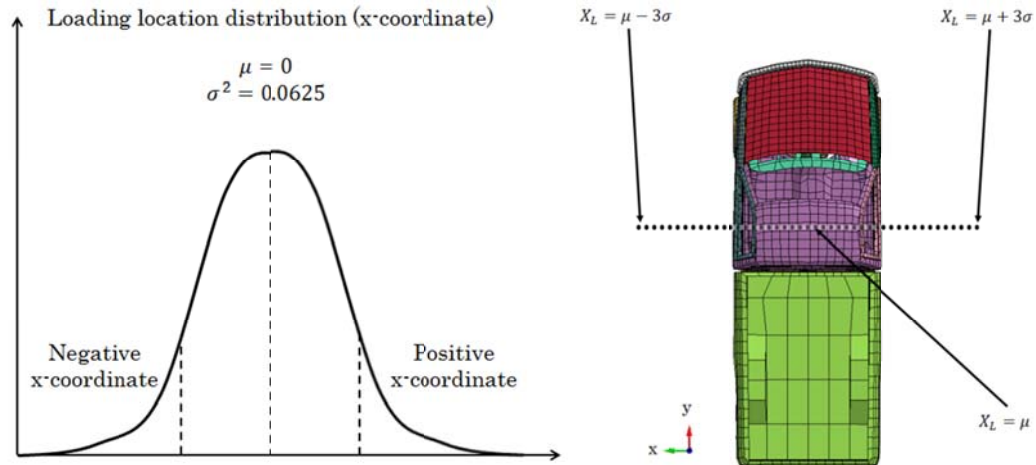 Loading location distribution (x-coordinate)
μ = 0
σ² = 0.0625
Negative
x-coordinate
Positive
x-coordinate
X_L = μ − 3σ
X_L = μ + 3σ
X_L = μ
y
x